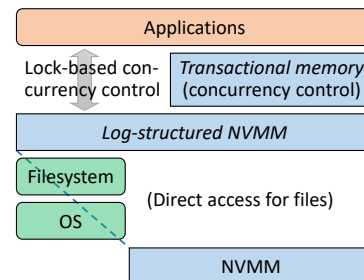 Applications
Lock-based con-
currency control
Transactional memory
(concurrency control)
Log-structured NVMM
Filesystem
(Direct access for files)
OS
NVMM